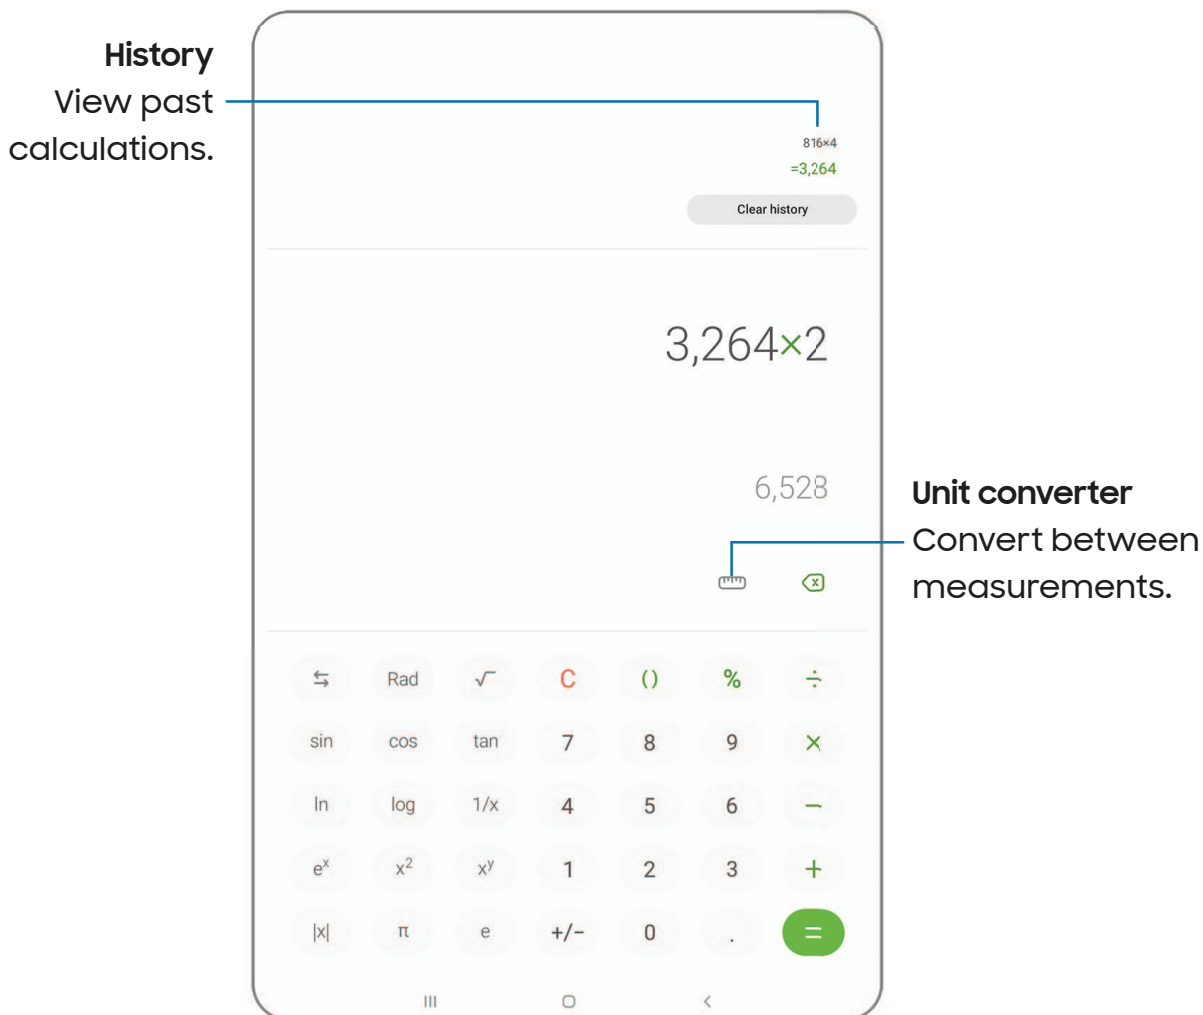 History
View past
calculations.
816×4
=3,264
Clear history
3,264×2
6,528
Unit converter
Convert between
measurements.
Rad √ C () % ÷
sin cos tan 7 8 9 ×
ln log 1/x 4 5 6 −
eˣ x² xʸ 1 2 3 +
|x| π e +/− 0 . =